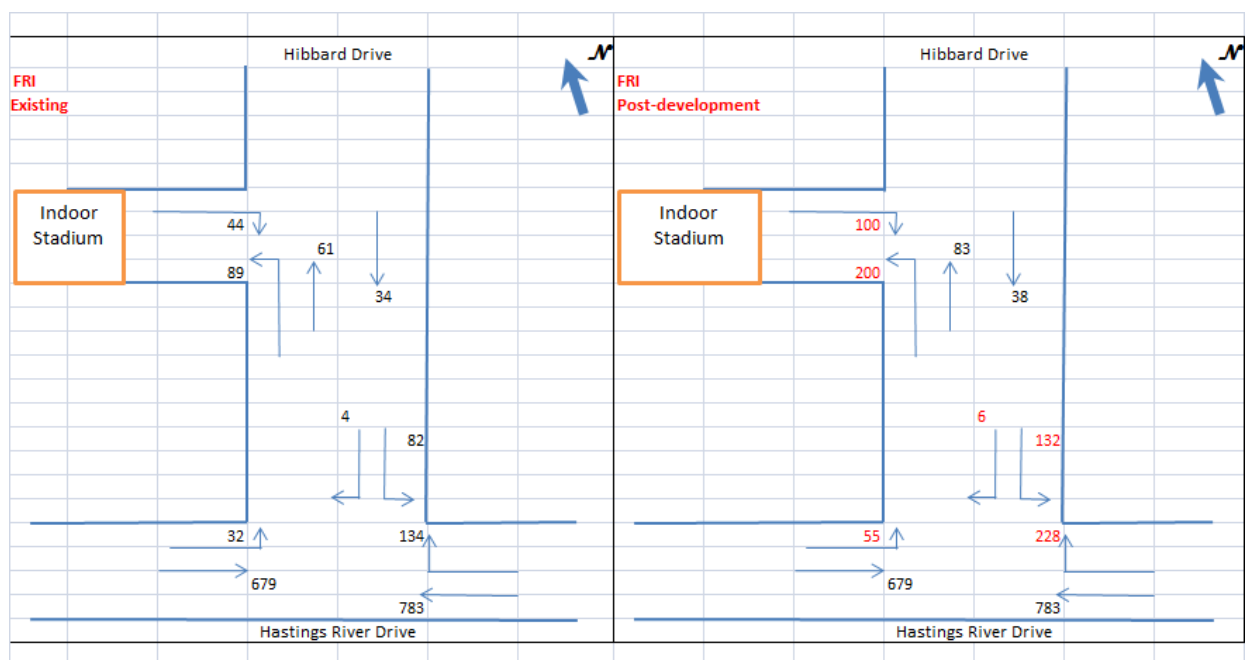 Hibbard Drive
N
FRI
Existing
Indoor
Stadium
44
61
89
34
4
82
32
134
679
783
Hastings River Drive
Hibbard Drive
N
FRI
Post-development
Indoor
Stadium
100
83
200
38
6
132
55
228
679
783
Hastings River Drive